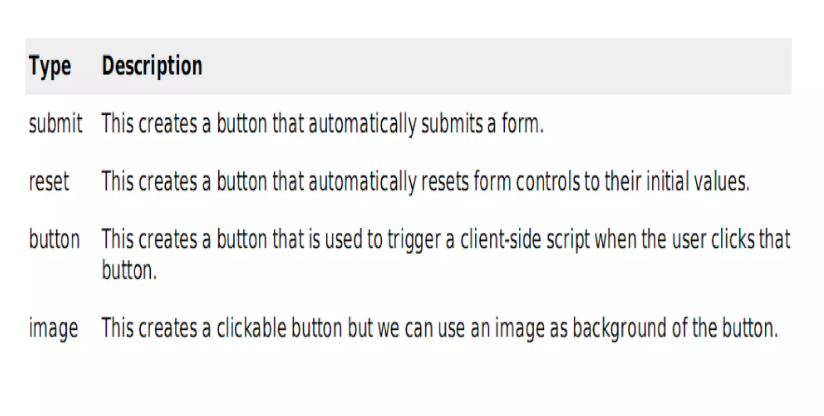 Type Description
submit This creates a button that automatically submits a form.
reset This creates a button that automatically resets form controls to their initial values.
button This creates a button that is used to trigger a client-side script when the user clicks that
button.
image This creates a clickable button but we can use an image as background of the button.